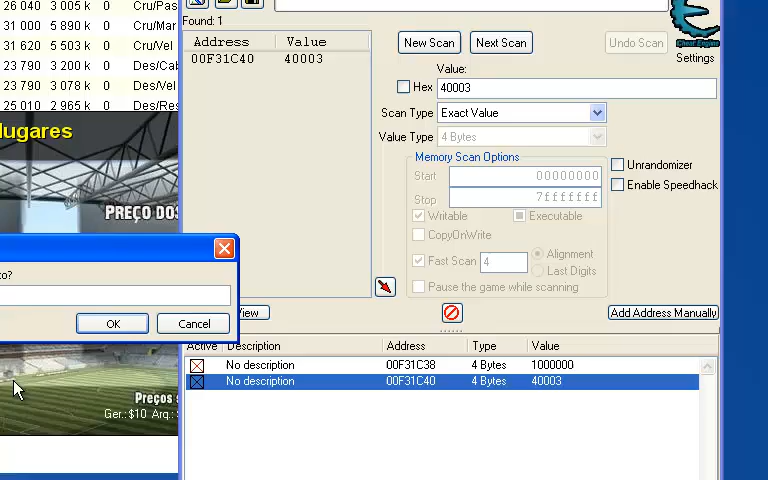 26 040 3 005 k 0 Cru/Pas
31 000 5 890 k 0 Cru/Mar
31 620 5 503 k 0 Cru/Vel
23 790 3 200 k 0 Des/Cab
23 790 3 078 k 0 Des/Vel
25 010 2 965 k 0 Des/Res
lugares
PREÇO DOS
to?
OK Cancel
Preços
Ger.: $10 Arq.:
Found: 1
Address Value
00F31C40 40003
New Scan Next Scan Undo Scan
Cheat Engine
Settings
Value:
Hex 40003
Scan Type Exact Value
Value Type 4 Bytes
Memory Scan Options
Start 00000000
Stop 7fffffff
Writable Executable
CopyOnWrite
Fast Scan 4 Alignment
Last Digits
Pause the game while scanning
Unrandomizer
Enable Speedhack
View Add Address Manually
Active Description Address Type Value
No description 00F31C38 4 Bytes 1000000
No description 00F31C40 4 Bytes 40003